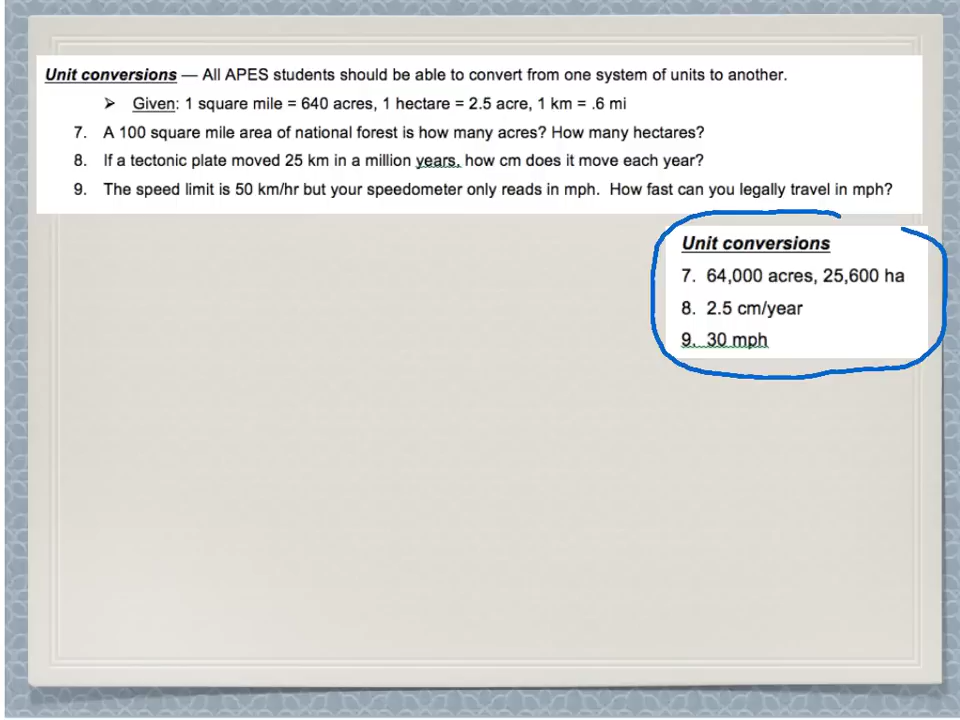 Unit conversions — All APES students should be able to convert from one system of units to another.
➢ Given: 1 square mile = 640 acres, 1 hectare = 2.5 acre, 1 km = .6 mi
7. A 100 square mile area of national forest is how many acres? How many hectares?
8. If a tectonic plate moved 25 km in a million years, how cm does it move each year?
9. The speed limit is 50 km/hr but your speedometer only reads in mph. How fast can you legally travel in mph?
Unit conversions
7. 64,000 acres, 25,600 ha
8. 2.5 cm/year
9. 30 mph